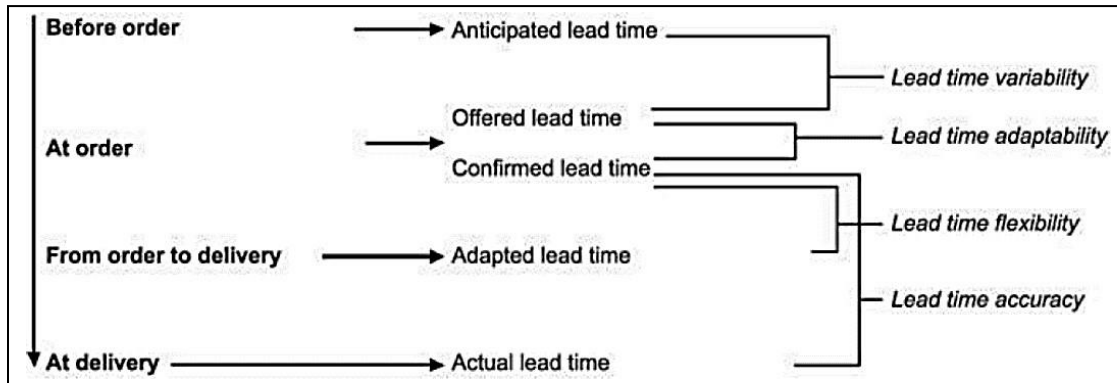 Before order
Anticipated lead time
Lead time variability
Offered lead time
Lead time adaptability
At order
Confirmed lead time
Lead time flexibility
From order to delivery
Adapted lead time
Lead time accuracy
At delivery
Actual lead time